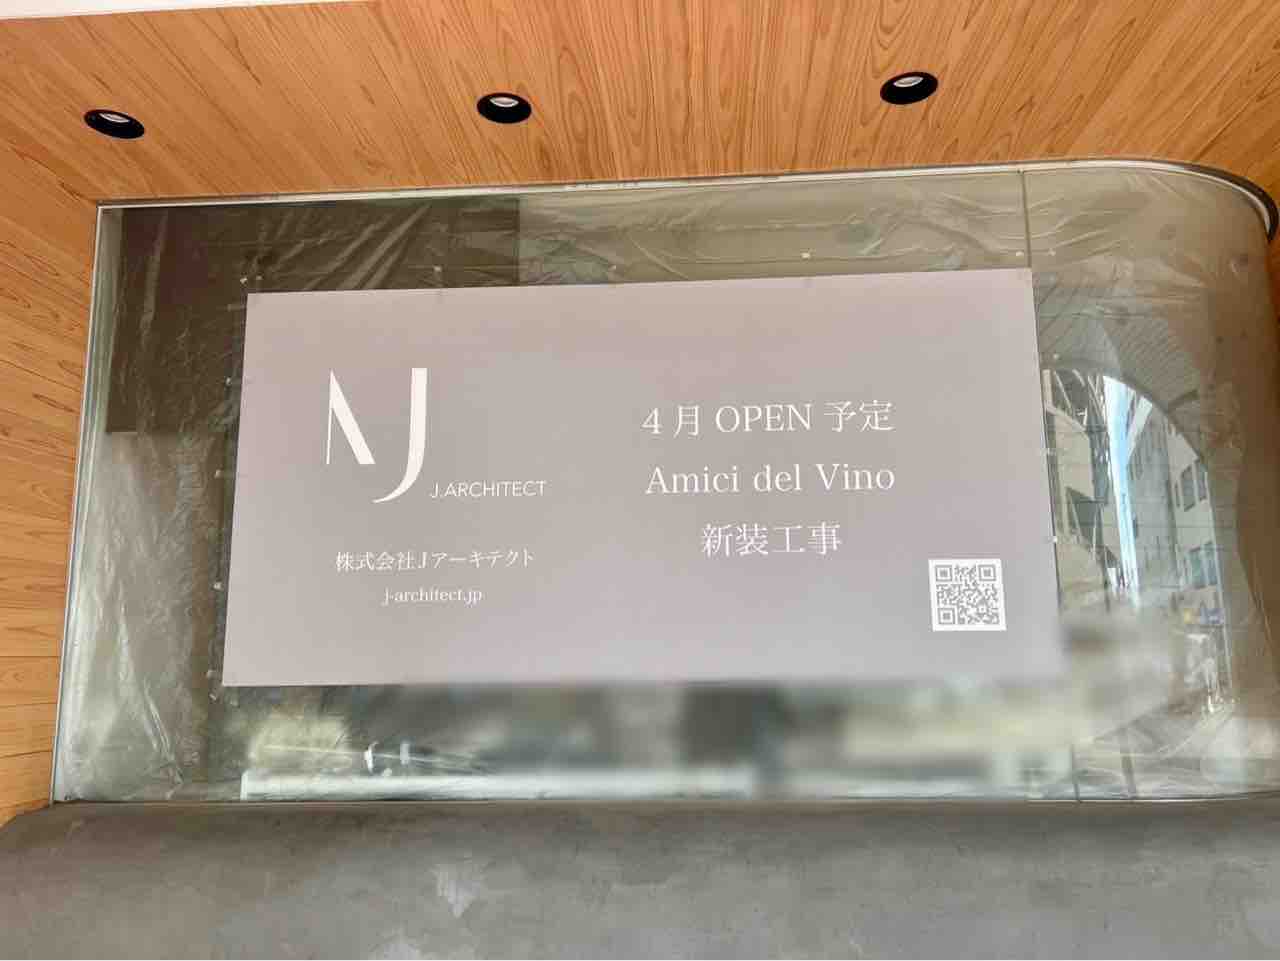 J.ARCHITECT
株式会社Jアーキテクト
j-architect.jp
4月 OPEN 予定
Amici del Vino
新装工事